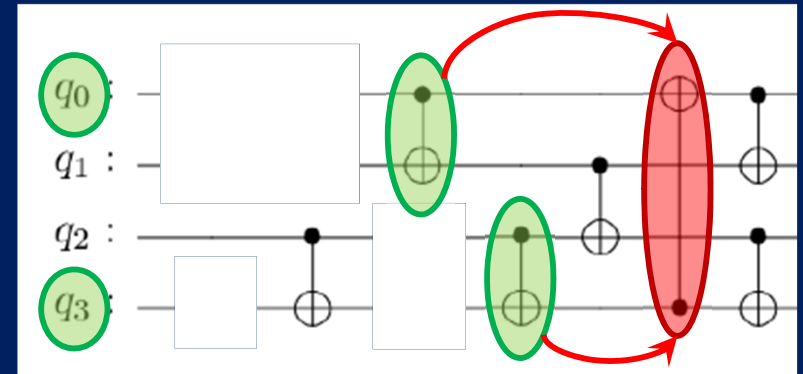 q₀ :
q₁ :
q₂ :
q₃ :